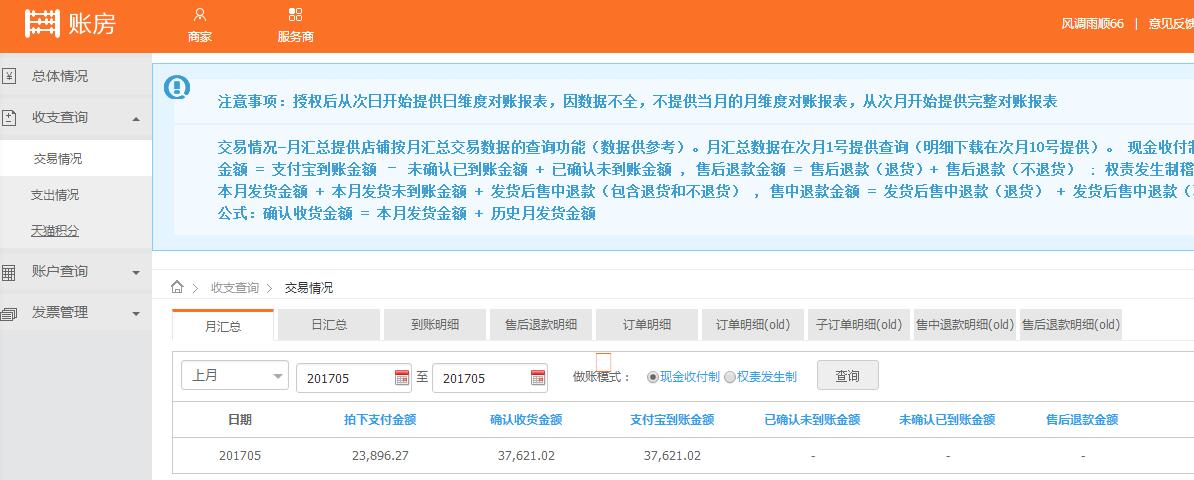 账房
商家
服务商
风调雨顺66 | 意见反馈
总体情况
收支查询
交易情况
支出情况
天猫积分
账户查询
发票管理
注意事项：授权后从次日开始提供日维度对账报表，因数据不全，不提供当月的月维度对账报表，从次月开始提供完整对账报表
交易情况-月汇总提供店铺按月汇总交易数据的查询功能（数据供参考）。月汇总数据在次月1号提供查询（明细下载在次月10号提供）。 现金收付制
金额 = 支付宝到账金额 - 未确认已到账金额 + 已确认未到账金额 ，售后退款金额 = 售后退款（退货）+ 售后退款（不退货） ：权责发生制稽
本月发货金额 + 本月发货未到账金额 + 发货后售中退款（包含退货和不退货） ，售中退款金额 = 发货后售中退款（退货） + 发货后售中退款（
公式：确认收货金额 = 本月发货金额 + 历史月发货金额
收支查询 > 交易情况
月汇总 日汇总 到账明细 售后退款明细 订单明细 订单明细(old) 子订单明细(old) 售中退款明细(old) 售后退款明细(old)
上月 201705 至 201705 做账模式： 现金收付制 权责发生制 查询
日期 拍下支付金额 确认收货金额 支付宝到账金额 已确认未到账金额 未确认已到账金额 售后退款金额
201705 23,896.27 37,621.02 37,621.02 - - -